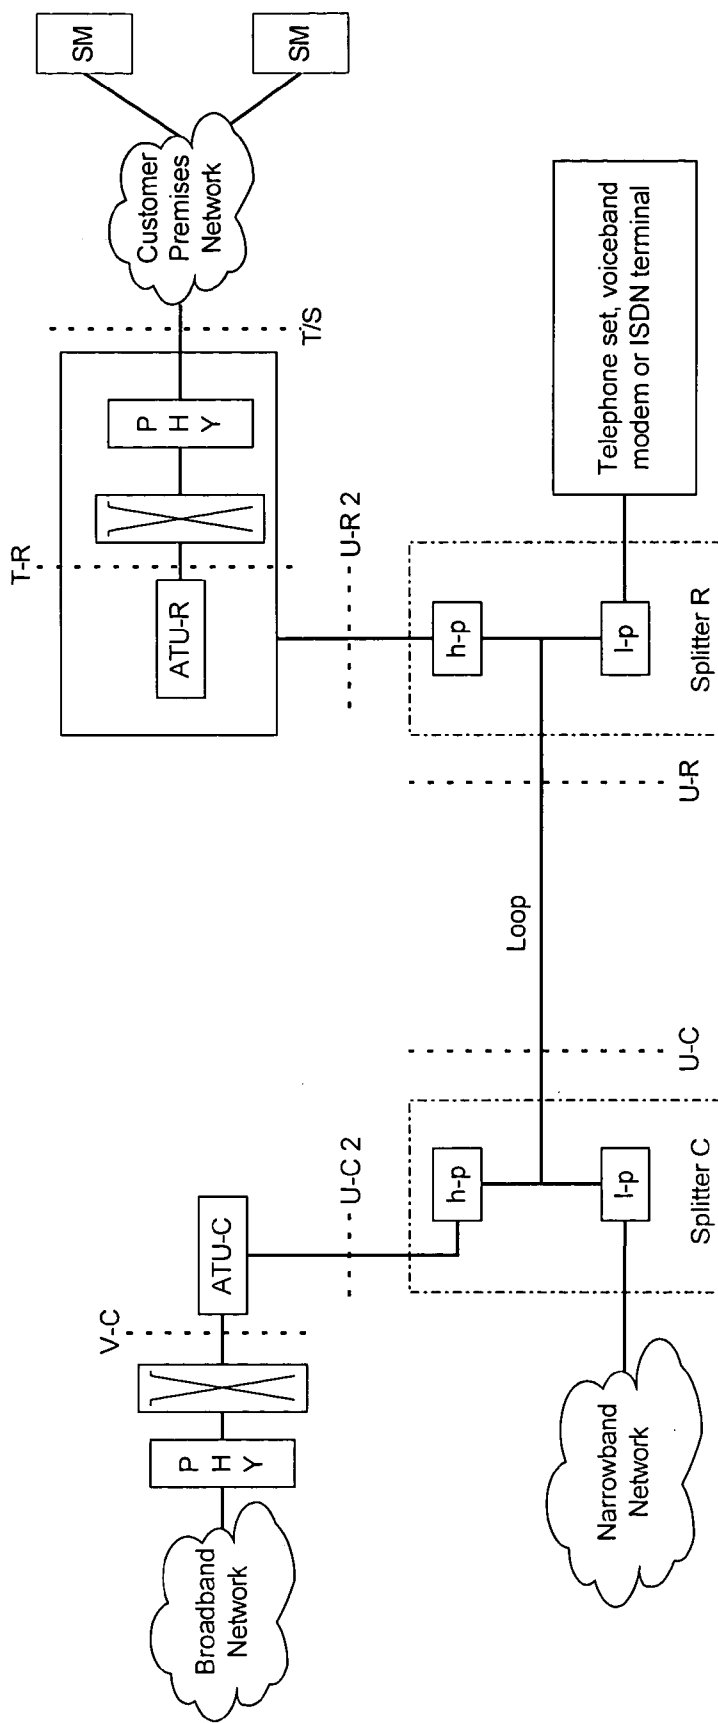 Broadband
Network
P
H
Y
V-C
ATU-C
U-C 2
h-p
l-p
Splitter C
Narrowband
Network
U-C
Loop
U-R
T-R
ATU-R
P
H
Y
T/S
Customer
Premises
Network
SM
SM
U-R 2
h-p
l-p
Splitter R
Telephone set, voiceband
modem or ISDN terminal